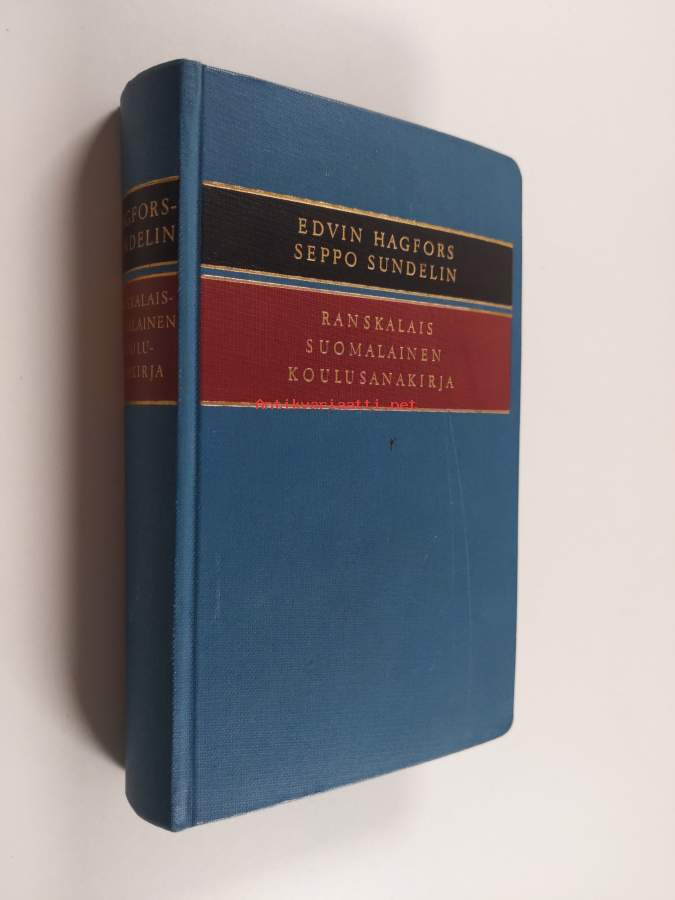 EDVIN HAGFORS
SEPPO SUNDELIN
RANSKALAIS
SUOMALAINEN
KOULUSANAKIRJA
Antikvariaatti.net